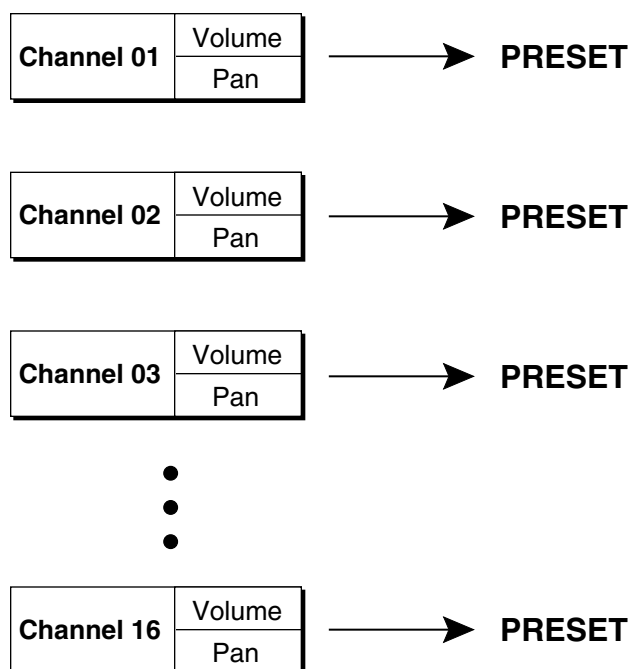 Channel 01 Volume
Pan
PRESET
Channel 02 Volume
Pan
PRESET
Channel 03 Volume
Pan
PRESET
Channel 16 Volume
Pan
PRESET